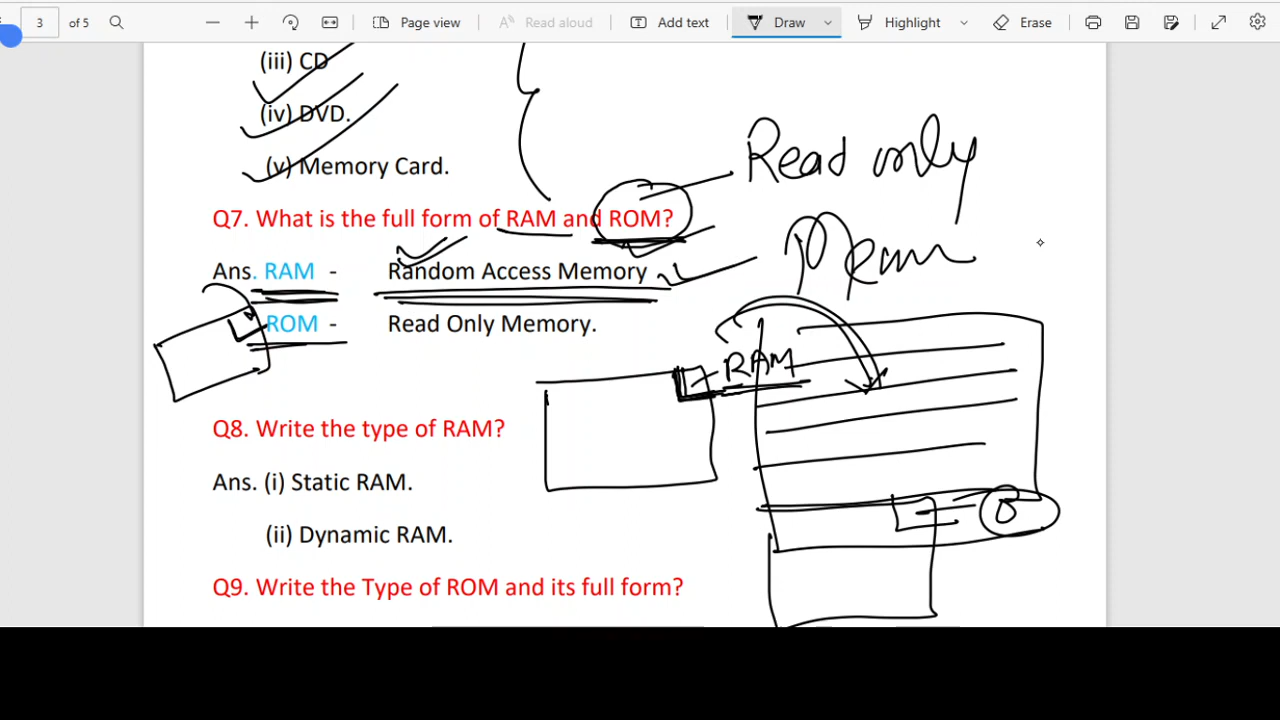 3 of 5 Page view Read aloud Add text Draw Highlight Erase
(iii) CD
(iv) DVD.
(v) Memory Card.
Read only
Q7. What is the full form of RAM and ROM?
Ans. RAM - Random Access Memory
ROM - Read Only Memory.
RAM
Q8. Write the type of RAM?
Ans. (i) Static RAM.
(ii) Dynamic RAM.
Q9. Write the Type of ROM and its full form?